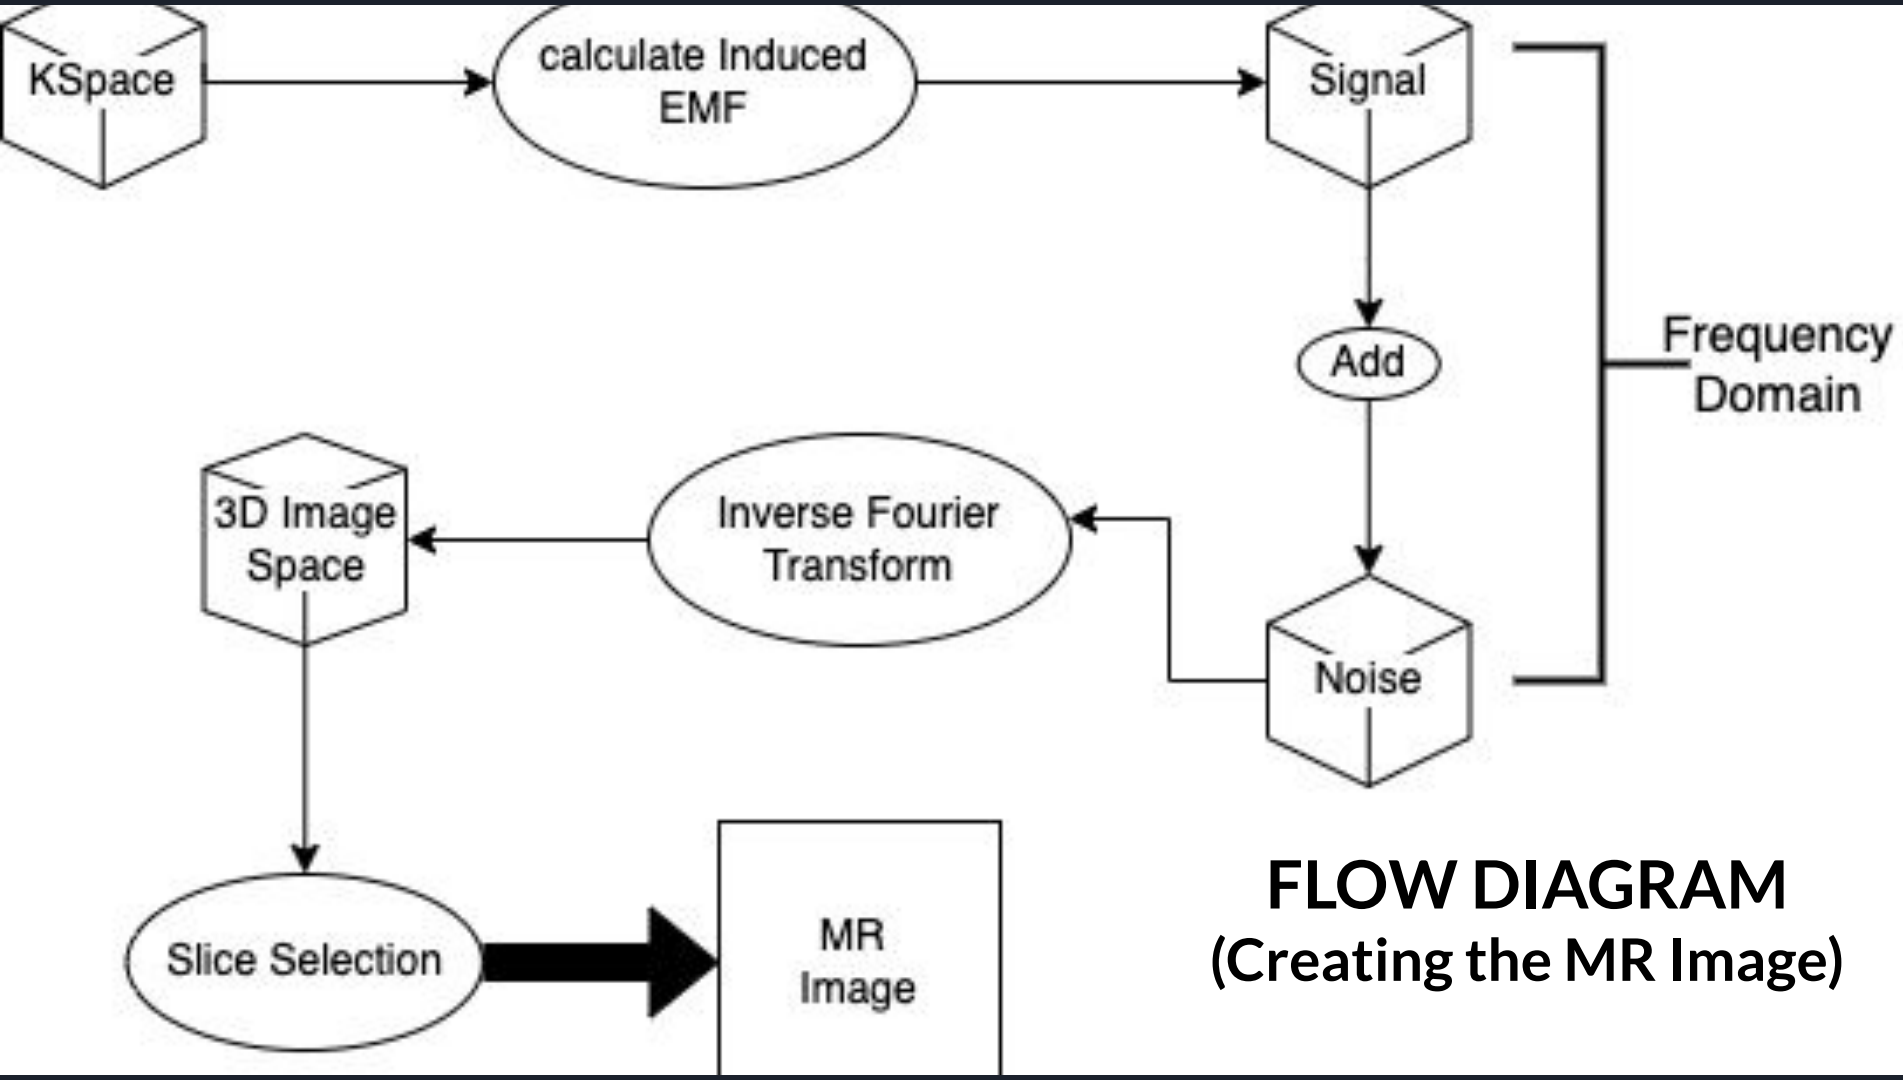 KSpace
calculate Induced
EMF
Signal
Add
Frequency
Domain
3D Image
Space
Inverse Fourier
Transform
Noise
Slice Selection
MR
Image
FLOW DIAGRAM
(Creating the MR Image)